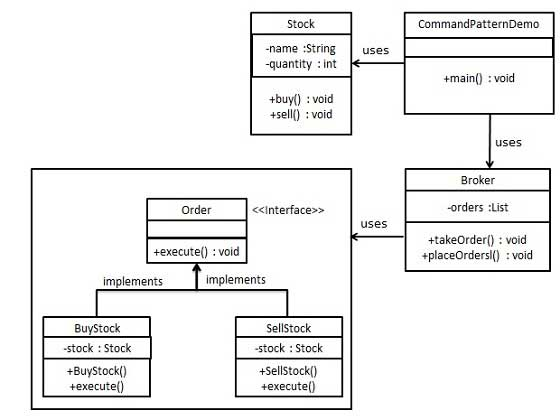 Stock
-name :String
-quantity : int
+buy() : void
+sell() : void
uses
CommandPatternDemo
+main() : void
uses
Broker
-orders :List
+takeOrder() : void
+placeOrdersl() : void
uses
Order
<<Interface>>
+execute() : void
implements
implements
BuyStock
-stock : Stock
+BuyStock()
+execute()
SellStock
-stock : Stock
+SellStock()
+execute()